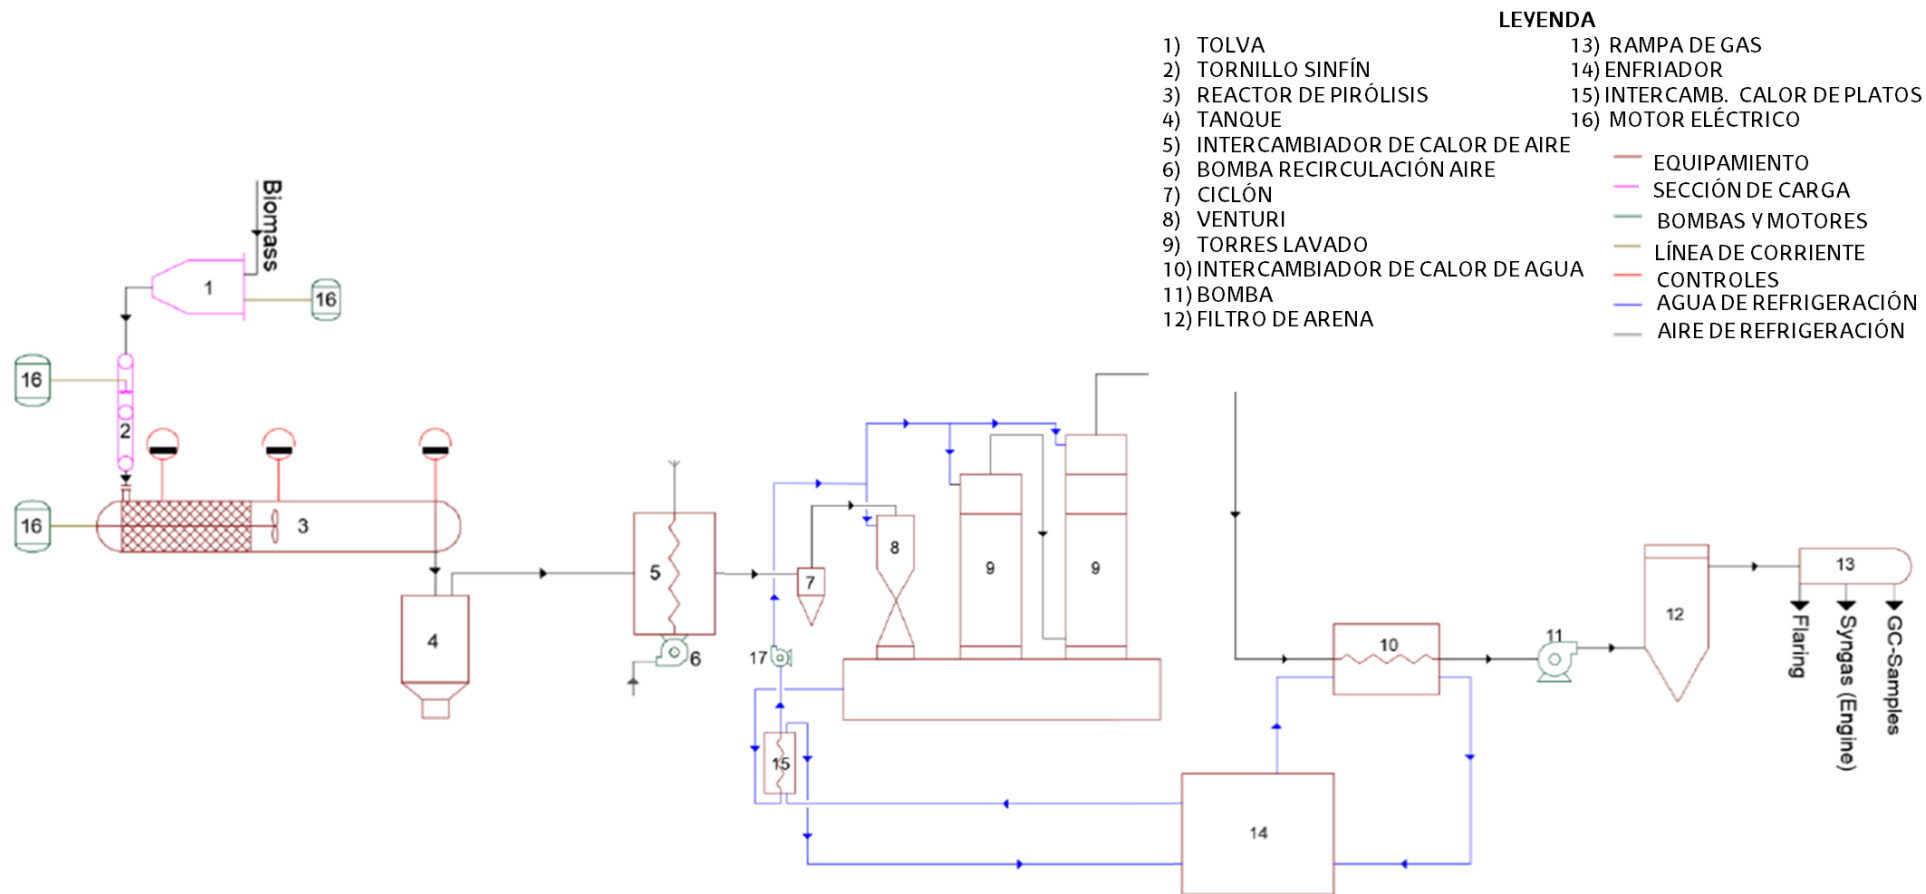 LEYENDA
1) TOLVA
2) TORNILLO SINFÍN
3) REACTOR DE PIRÓLISIS
4) TANQUE
5) INTERCAMBIADOR DE CALOR DE AIRE
6) BOMBA RECIRCULACIÓN AIRE
7) CICLÓN
8) VENTURI
9) TORRES LAVADO
10) INTERCAMBIADOR DE CALOR DE AGUA
11) BOMBA
12) FILTRO DE ARENA
13) RAMPA DE GAS
14) ENFRIADOR
15) INTERCAMB. CALOR DE PLATOS
16) MOTOR ELÉCTRICO
EQUIPAMIENTO
SECCIÓN DE CARGA
BOMBAS Y MOTORES
LÍNEA DE CORRIENTE
CONTROLES
AGUA DE REFRIGERACIÓN
AIRE DE REFRIGERACIÓN
Biomass
1
16
16
2
16
3
4
5
6
7
8
9
9
17
15
14
10
11
12
13
Flaring
Syngas (Engine)
GC-Samples